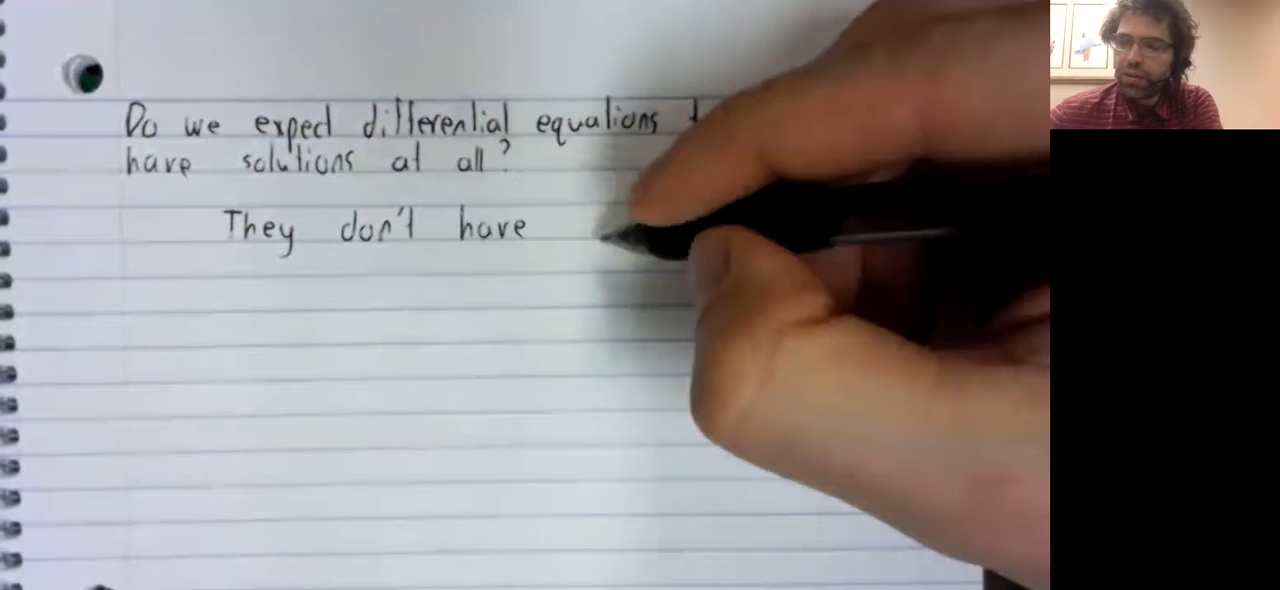 Do we expect differential equations t
have solutions at all?
They don't have